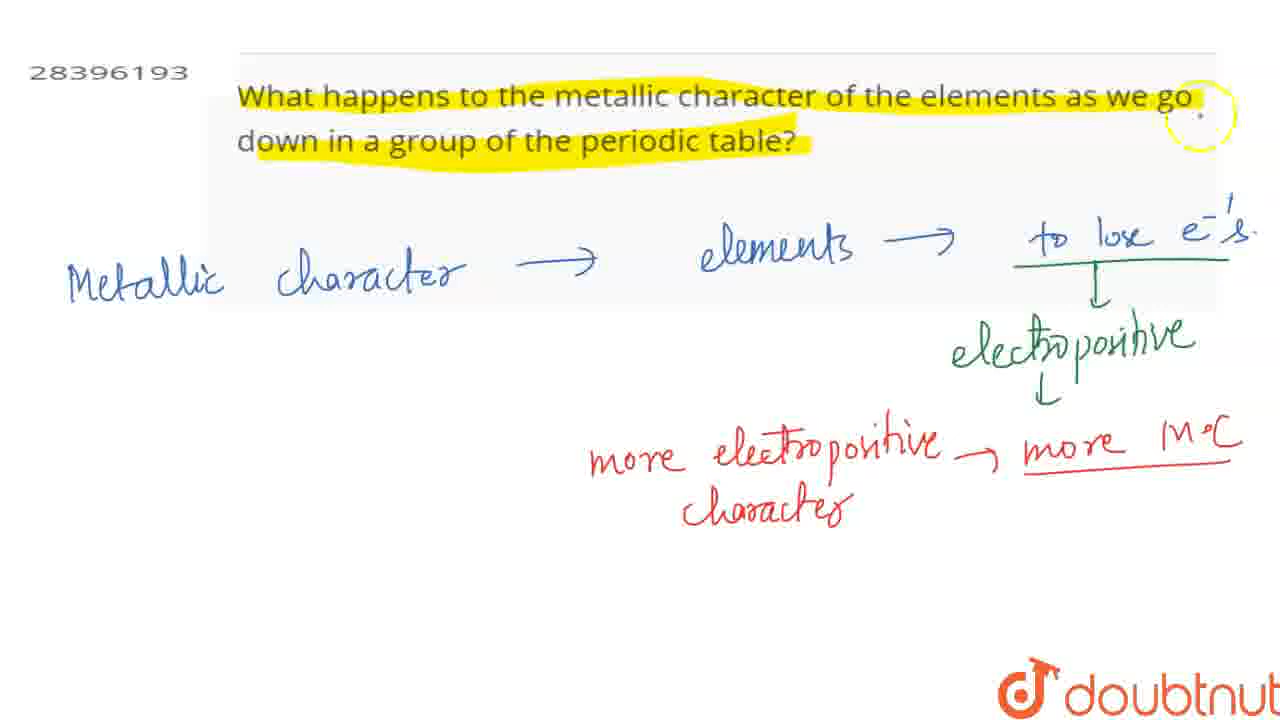 28396193
What happens to the metallic character of the elements as we go
down in a group of the periodic table?
Metallic character → elements → to lose e⁻'s.
↓
electropositive
↓
more electropositive → more M.C
character
doubtnut